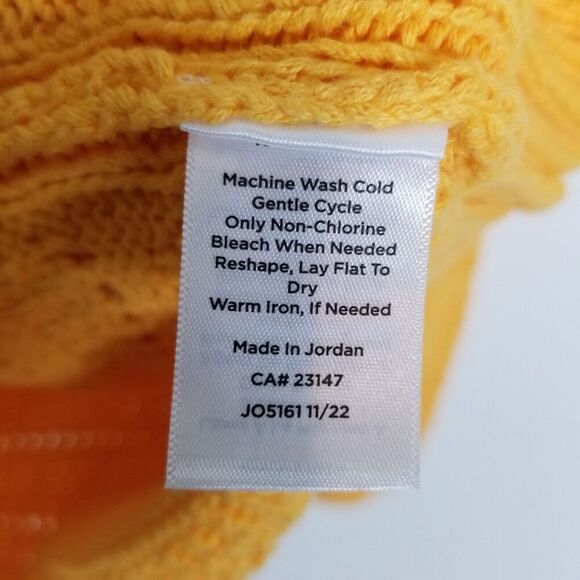 Machine Wash Cold
Gentle Cycle
Only Non-Chlorine
Bleach When Needed
Reshape, Lay Flat To
Dry
Warm Iron, If Needed
Made In Jordan
CA# 23147
JO5161 11/22